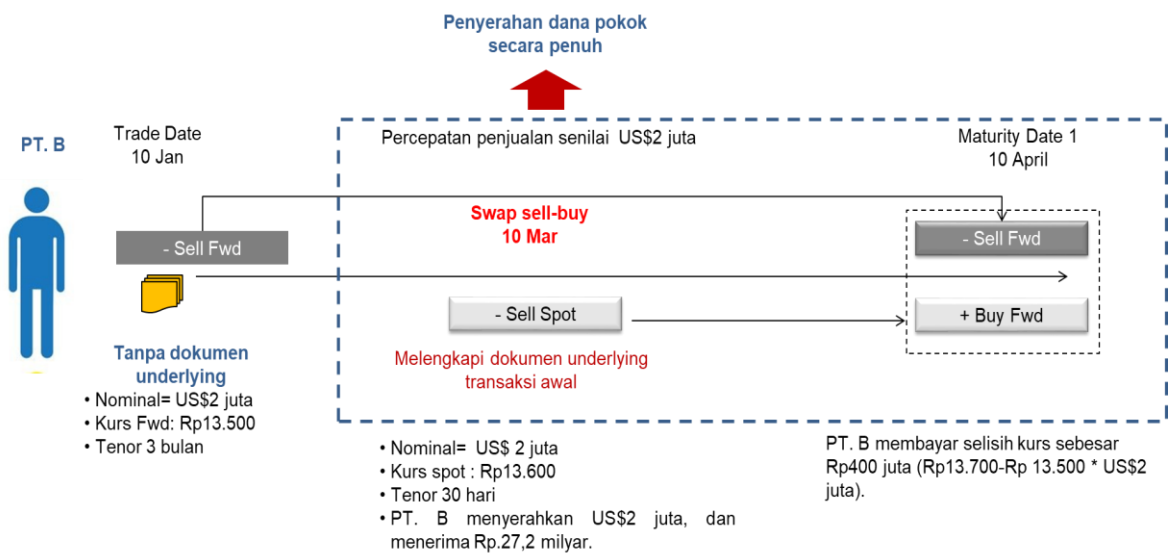 Penyerahan dana pokok
secara penuh
PT. B
Trade Date
10 Jan
Percepatan penjualan senilai US$2 juta
Maturity Date 1
10 April
Swap sell-buy
10 Mar
- Sell Fwd
- Sell Fwd
- Sell Spot
+ Buy Fwd
Tanpa dokumen
underlying
• Nominal= US$2 juta
• Kurs Fwd: Rp13.500
• Tenor 3 bulan
Melengkapi dokumen underlying
transaksi awal
• Nominal= US$ 2 juta
• Kurs spot : Rp13.600
• Tenor 30 hari
• PT. B menyerahkan US$2 juta, dan
menerima Rp.27,2 milyar.
PT. B membayar selisih kurs sebesar
Rp400 juta (Rp13.700-Rp 13.500 * US$2
juta).